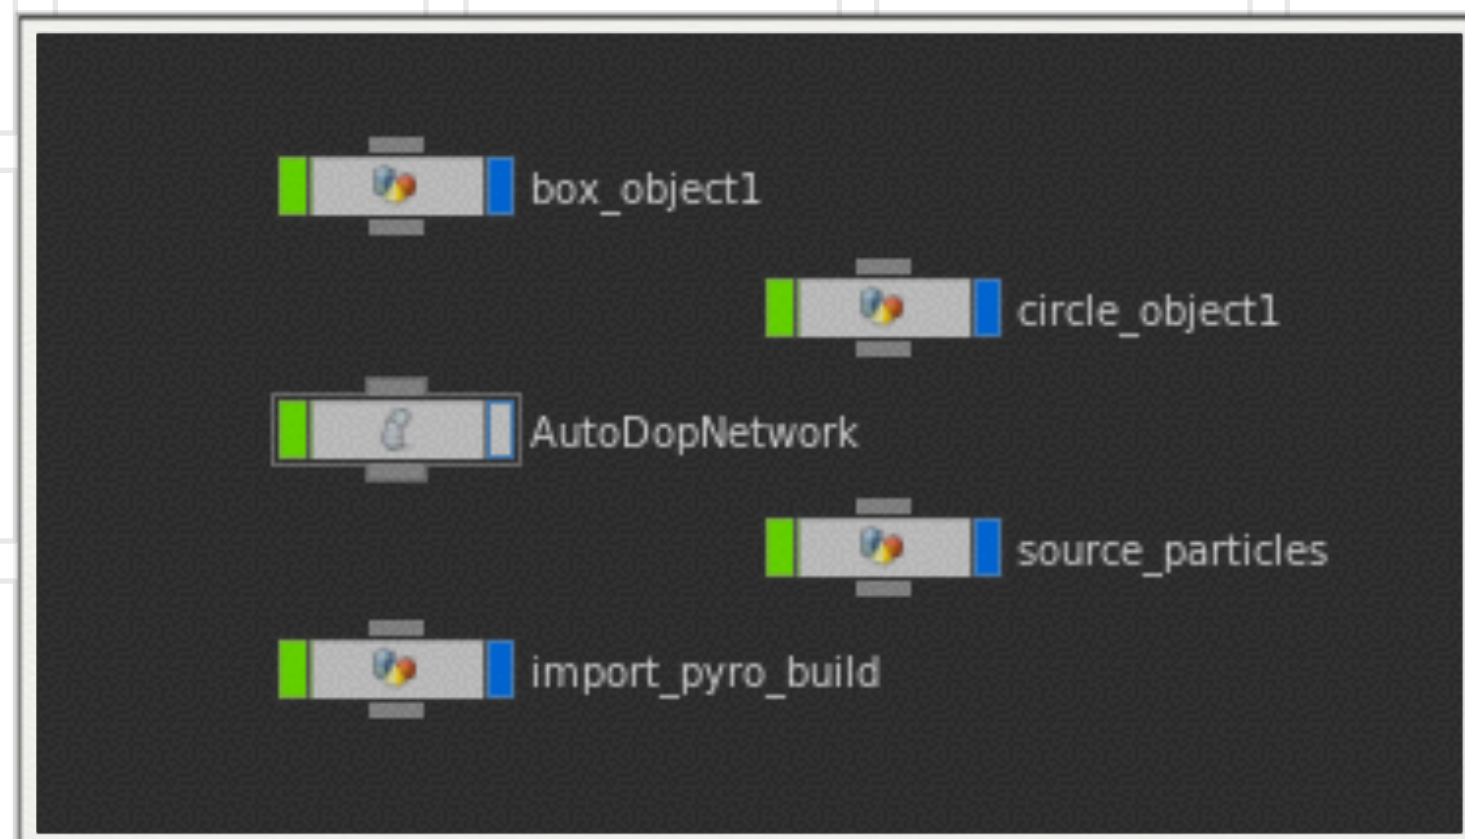 box_object1
circle_object1
AutoDopNetwork
source_particles
import_pyro_build